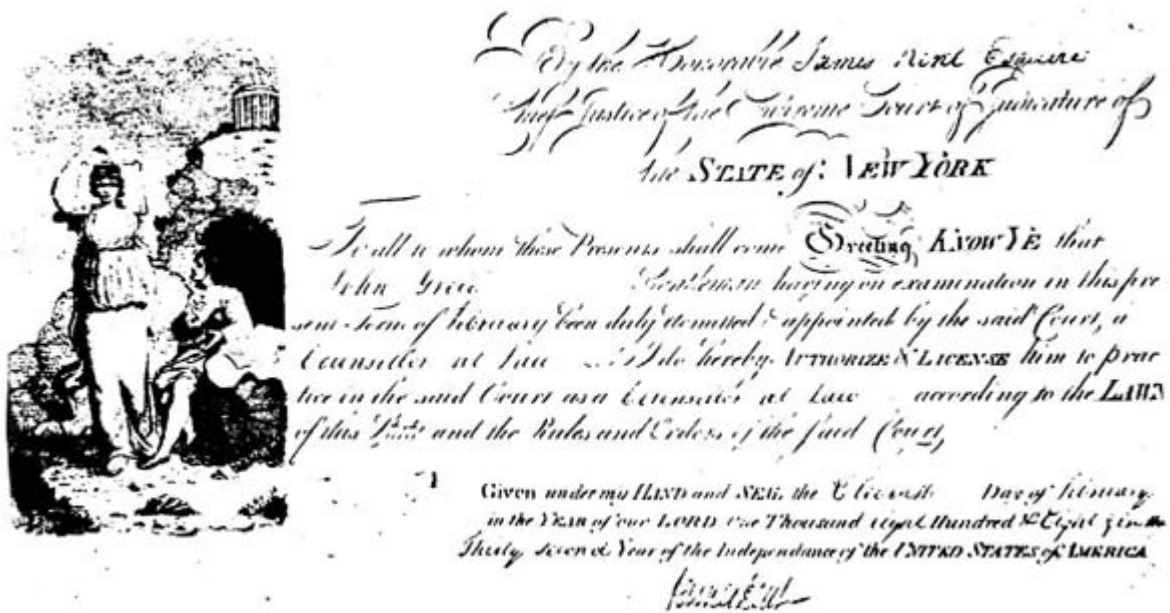 By the Honorable James Kent Esquire
Chief Justice of the Supreme Court of Judicature of
the STATE of NEW YORK
To all to whom these Presents shall come Greeting KNOW YE that
John Gentleman having on examination in this pre
sent Term of February been duly admitted & appointed by the said Court, a
Counsellor at Law I do hereby AUTHORIZE & LICENSE him to prac
tice in the said Court as a Counsellor at Law according to the LAWS
of this State and the Rules and Orders of the said Court,
Given under my HAND and SEAL the Day of February
in the YEAR of our LORD One Thousand Eight Hundred & Eight & in the
Thirty second Year of the Independance of the UNITED STATES of AMERICA